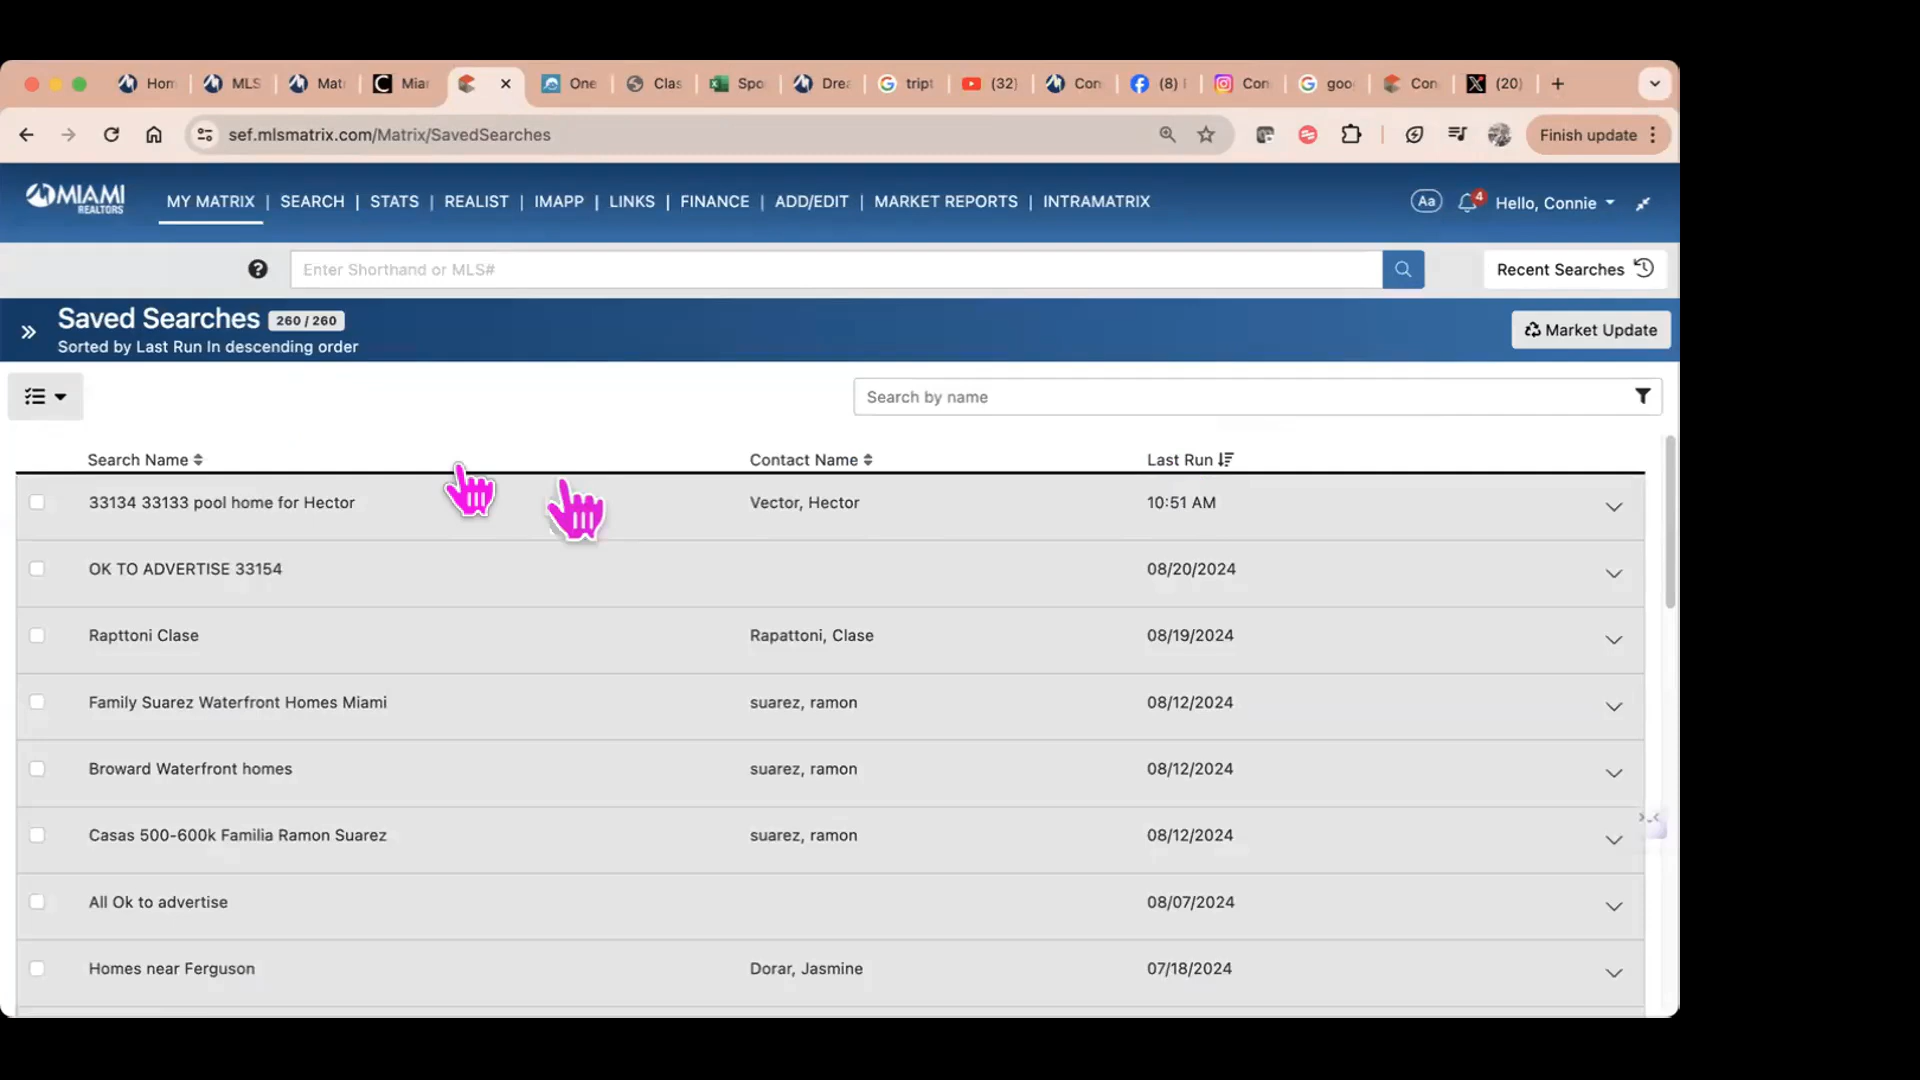 Hom
MLS
Mat
Miar
One
Clas
Spo
Drea
tript
(32)
Con
(8)
Con
goo
Con
(20)
sef.mlsmatrix.com/Matrix/SavedSearches
Finish update
MIAMI
REALTORS
MY MATRIX | SEARCH | STATS | REALIST | IMAPP | LINKS | FINANCE | ADD/EDIT | MARKET REPORTS | INTRAMATRIX
Aa
4
Hello, Connie
Enter Shorthand or MLS#
Recent Searches
Saved Searches 260 / 260
Sorted by Last Run In descending order
Market Update
Search by name
Search Name Contact Name Last Run
33134 33133 pool home for Hector Vector, Hector 10:51 AM
OK TO ADVERTISE 33154 08/20/2024
Rapttoni Clase Rapattoni, Clase 08/19/2024
Family Suarez Waterfront Homes Miami suarez, ramon 08/12/2024
Broward Waterfront homes suarez, ramon 08/12/2024
Casas 500-600k Familia Ramon Suarez suarez, ramon 08/12/2024
All Ok to advertise 08/07/2024
Homes near Ferguson Dorar, Jasmine 07/18/2024